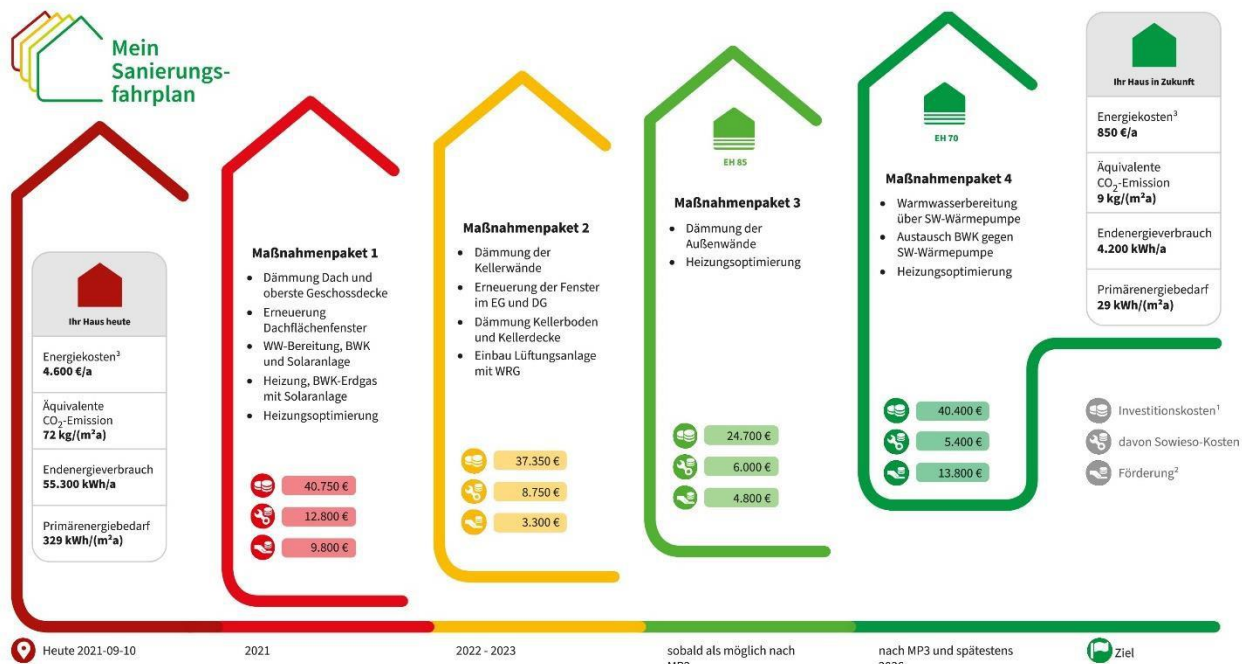 Mein
Sanierungs-
fahrplan
Ihr Haus heute
Energiekosten³
4.600 €/a
Äquivalente
CO₂-Emission
72 kg/(m²a)
Endenergieverbrauch
55.300 kWh/a
Primärenergiebedarf
329 kWh/(m²a)
Maßnahmenpaket 1
• Dämmung Dach und
oberste Geschossdecke
• Erneuerung
Dachflächenfenster
• WW-Bereitung, BWK
und Solaranlage
• Heizung, BWK-Erdgas
mit Solaranlage
• Heizungsoptimierung
40.750 €
12.800 €
9.800 €
Maßnahmenpaket 2
• Dämmung der
Kellerwände
• Erneuerung der Fenster
im EG und DG
• Dämmung Kellerboden
und Kellerdecke
• Einbau Lüftungsanlage
mit WRG
37.350 €
8.750 €
3.300 €
EH 85
Maßnahmenpaket 3
• Dämmung der
Außenwände
• Heizungsoptimierung
24.700 €
6.000 €
4.800 €
EH 70
Maßnahmenpaket 4
• Warmwasserbereitung
über SW-Wärmepumpe
• Austausch BWK gegen
SW-Wärmepumpe
• Heizungsoptimierung
40.400 €
5.400 €
13.800 €
Ihr Haus in Zukunft
Energiekosten³
850 €/a
Äquivalente
CO₂-Emission
9 kg/(m²a)
Endenergieverbrauch
4.200 kWh/a
Primärenergiebedarf
29 kWh/(m²a)
Investitionskosten¹
davon Sowieso-Kosten
Förderung²
Heute 2021-09-10
2021
2022 - 2023
sobald als möglich nach
nach MP3 und spätestens
Ziel